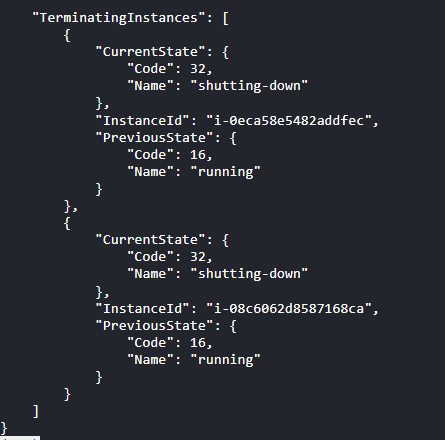 "TerminatingInstances": [
{
"CurrentState": {
"Code": 32,
"Name": "shutting-down"
},
"InstanceId": "i-0eca58e5482addfec",
"PreviousState": {
"Code": 16,
"Name": "running"
}
},
{
"CurrentState": {
"Code": 32,
"Name": "shutting-down"
},
"InstanceId": "i-08c6062d8587168ca",
"PreviousState": {
"Code": 16,
"Name": "running"
}
}
]
}